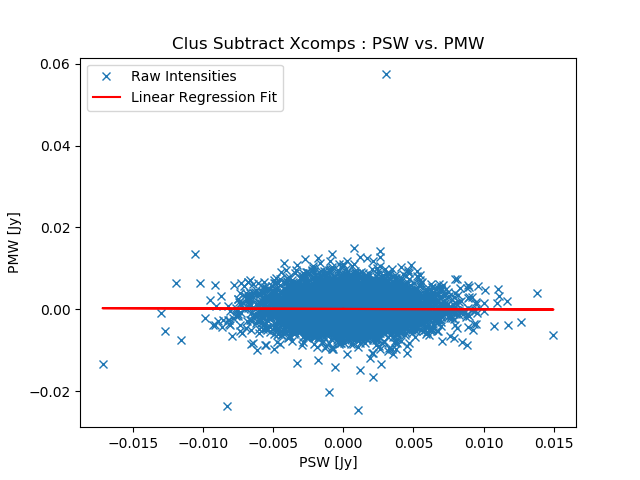 Clus Subtract Xcomps : PSW vs. PMW
Raw Intensities
Linear Regression Fit
PMW [Jy]
0.06
0.04
0.02
0.00
−0.02
−0.015
−0.010
−0.005
0.000
0.005
0.010
0.015
PSW [Jy]